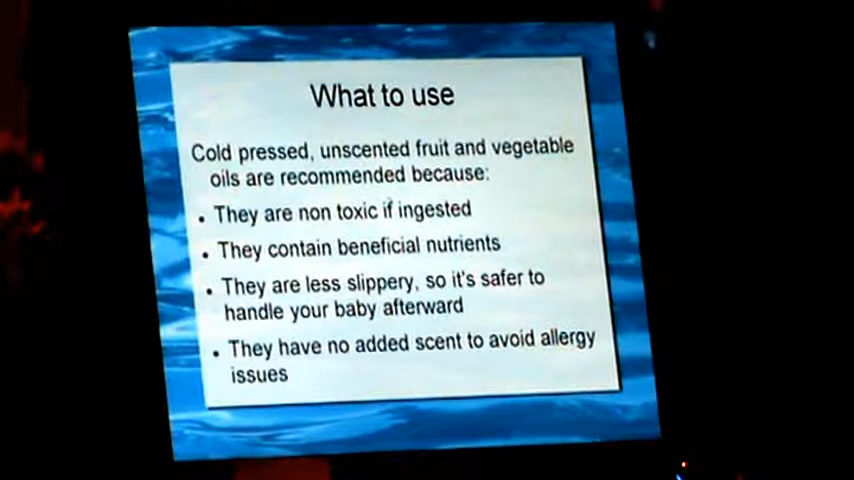 What to use
Cold pressed, unscented fruit and vegetable
oils are recommended because:
• They are non toxic if ingested
• They contain beneficial nutrients
• They are less slippery, so it's safer to
handle your baby afterward
• They have no added scent to avoid allergy
issues